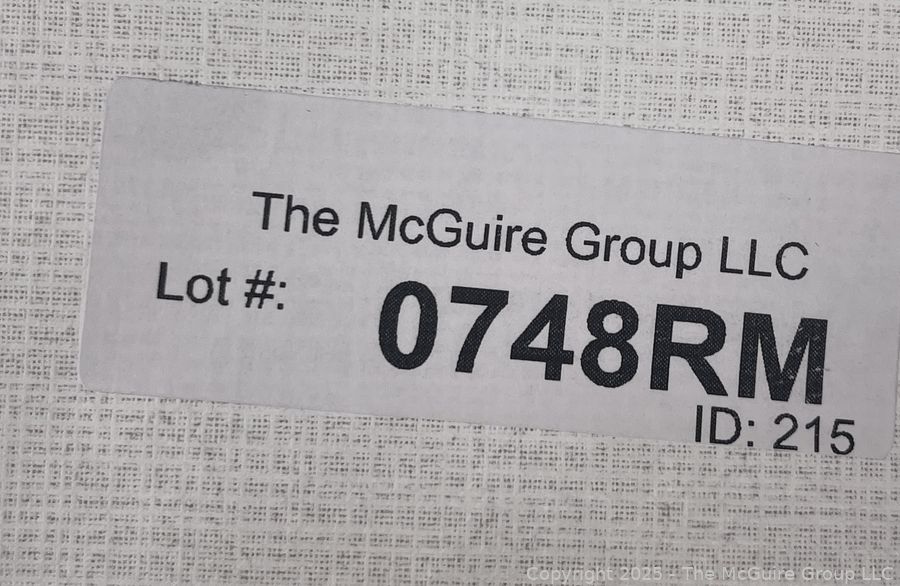 The McGuire Group LLC
Lot #: 0748RM
ID: 215
Copyright 2025 - The McGuire Group LLC